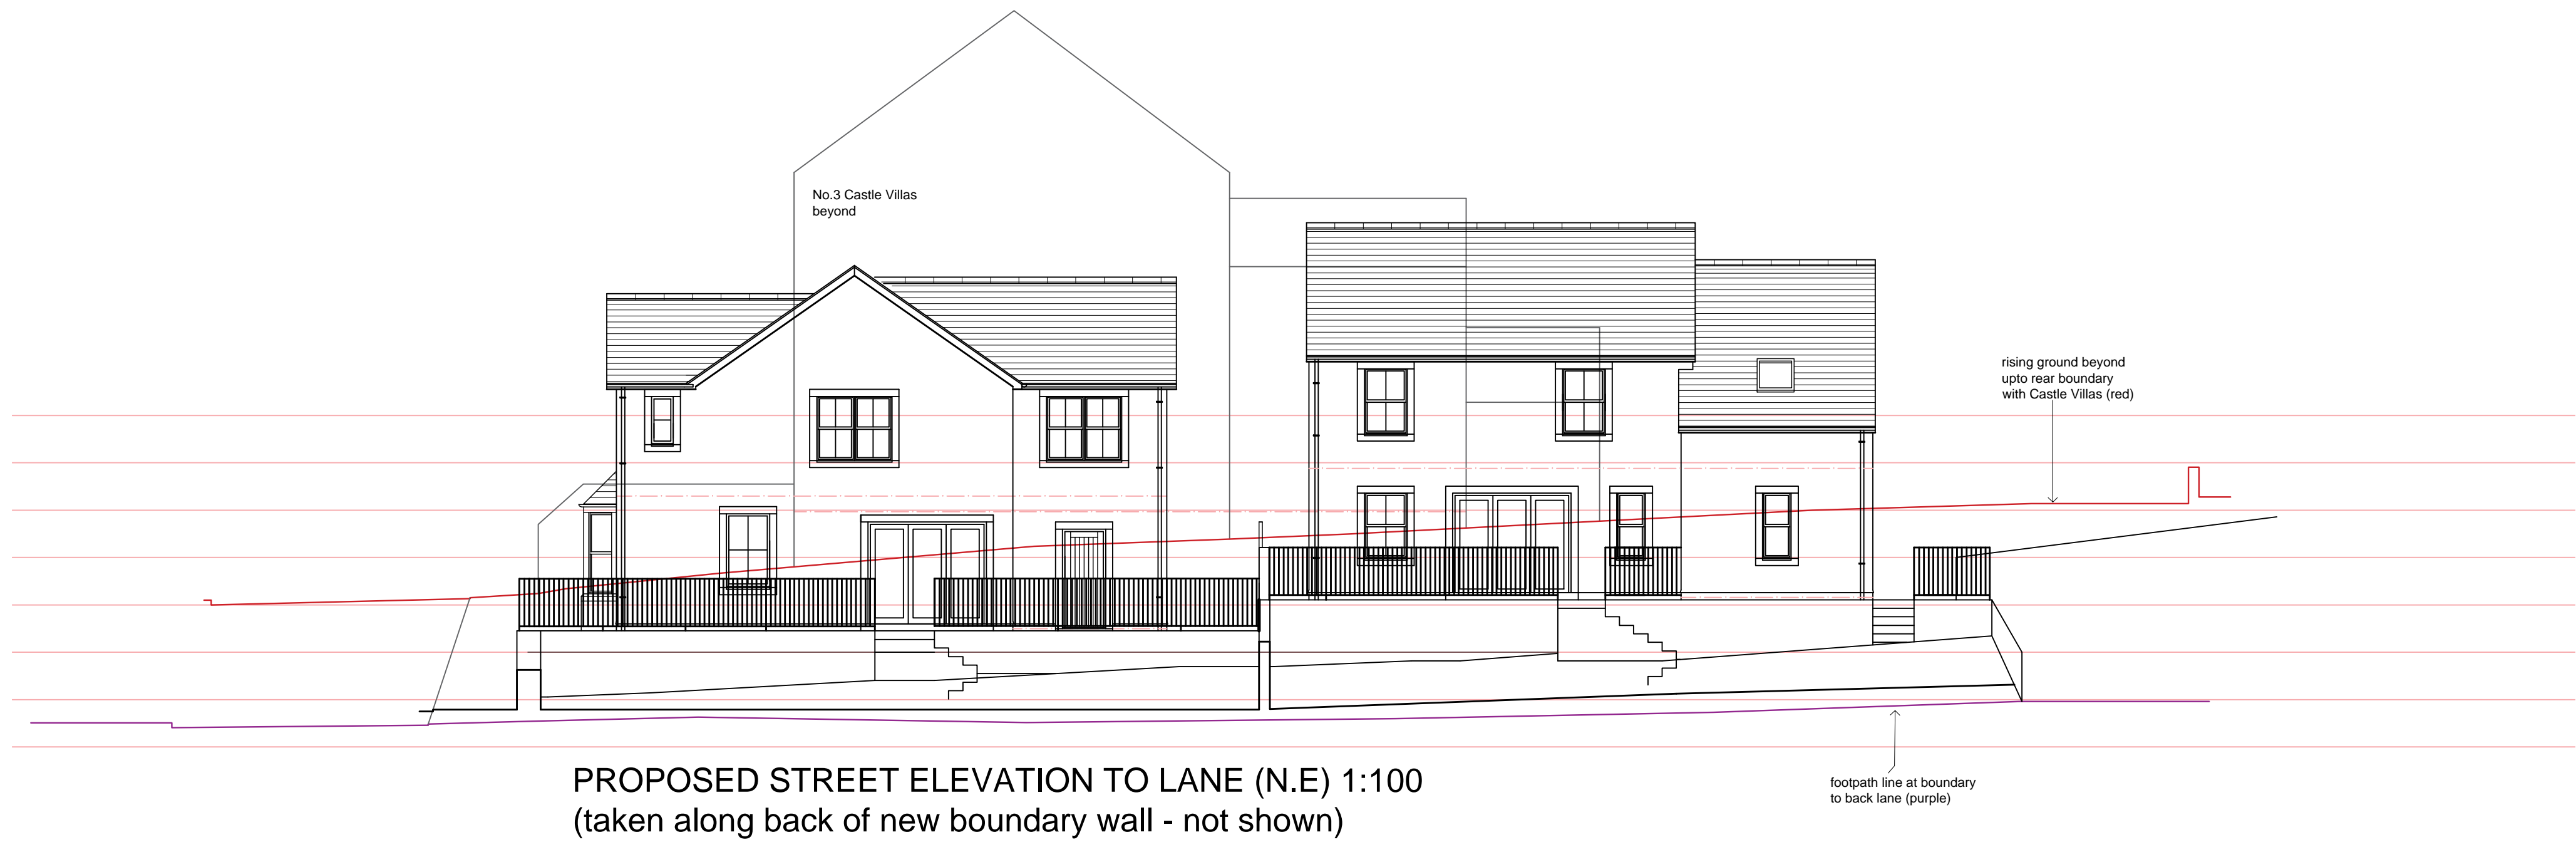 No.3 Castle Villas
beyond
rising ground beyond
upto rear boundary
with Castle Villas (red)
PROPOSED STREET ELEVATION TO LANE (N.E) 1:100
(taken along back of new boundary wall - not shown)
footpath line at boundary
to back lane (purple)